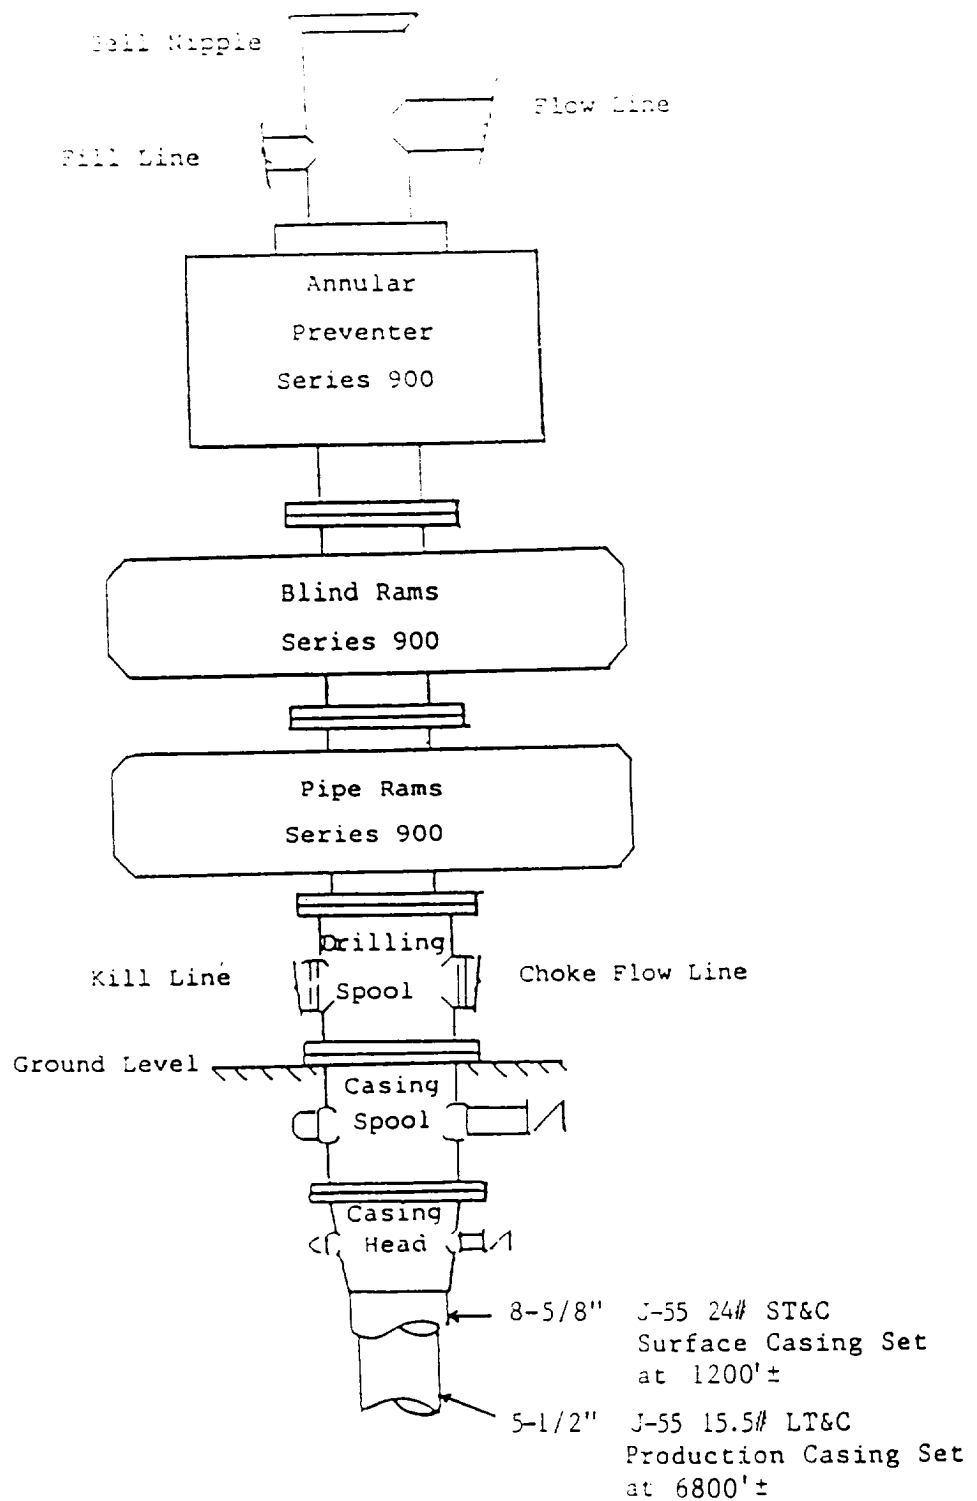 Bell Nipple
Flow Line
Fill Line
Annular
Preventer
Series 900
Blind Rams
Series 900
Pipe Rams
Series 900
Drilling
Spool
Kill Line
Choke Flow Line
Ground Level
Casing
Spool
Casing
Head
8-5/8" J-55 24# ST&C
Surface Casing Set
at 1200'±
5-1/2" J-55 15.5# LT&C
Production Casing Set
at 6800'±